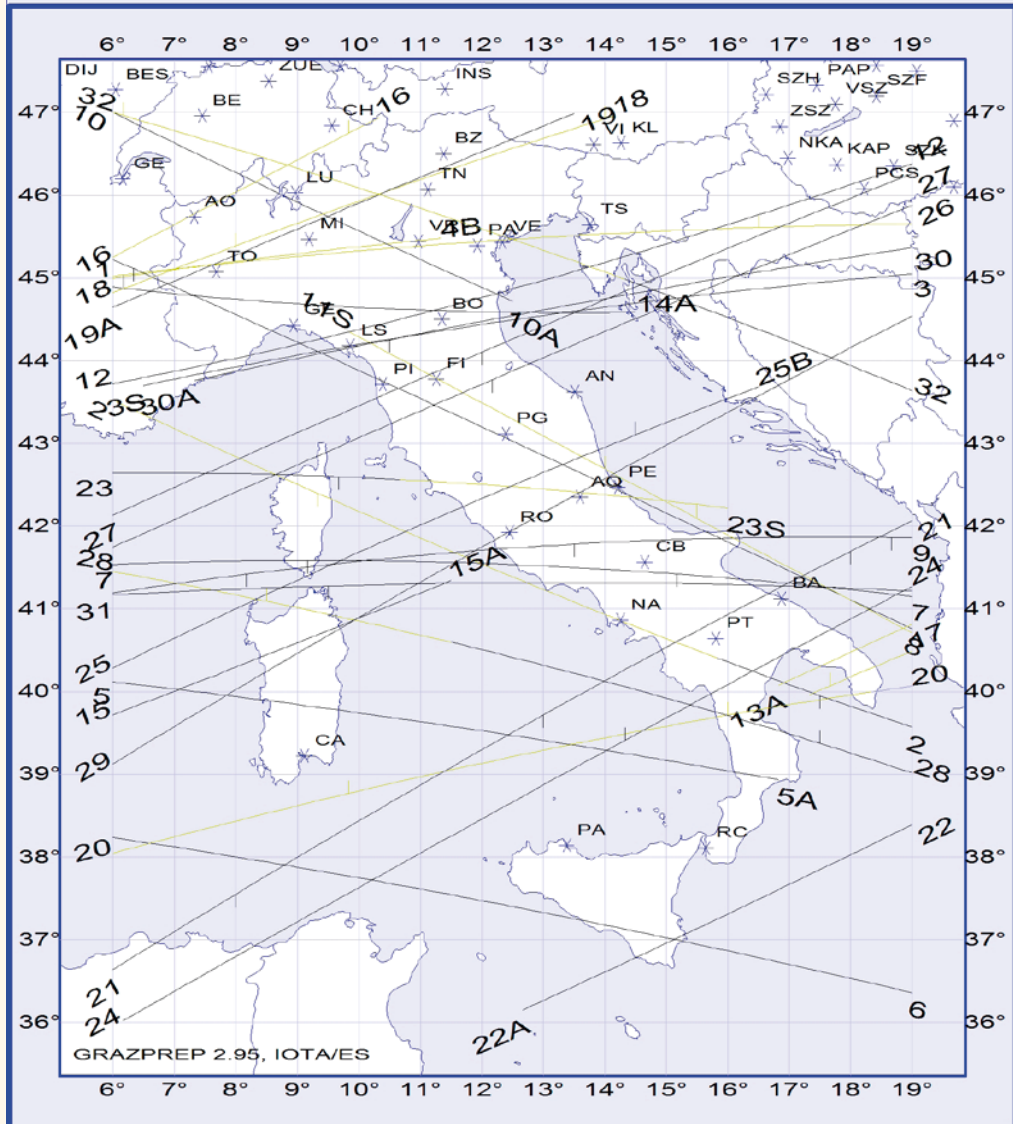 6° 7° 8° 9° 10° 11° 12° 13° 14° 15° 16° 17° 18° 19°
DIJ BES ZUE INS SZH PAP SZF
VSZ
47° 32 BE CH 16 19 18 ZSZ 47°
10 VI KL
BZ NKA KAP 12
GE TN PCS 27
46° LU 46°
AO TS 26
MI 4B PA VE
16 TO 30
45° 1 45°
18 BO 14A 3
19A GE 17S LS 10A
44° PI FI 25B 44°
12 AN 32
23S 30A
43° PG 43°
23 AQ PE
42° 27 RO 23S 21 42°
28 CB 9
7 15A 24
41° 31 NA BA 7 41°
PT 17
25 8
40° 5 20 40°
15 13A
CA 2
39° 29 28 39°
5A
20 PA RC 22
38° 38°
37° 37°
21
24 6
36° 22A 36°
GRAZPREP 2.95, IOTA/ES
6° 7° 8° 9° 10° 11° 12° 13° 14° 15° 16° 17° 18° 19°